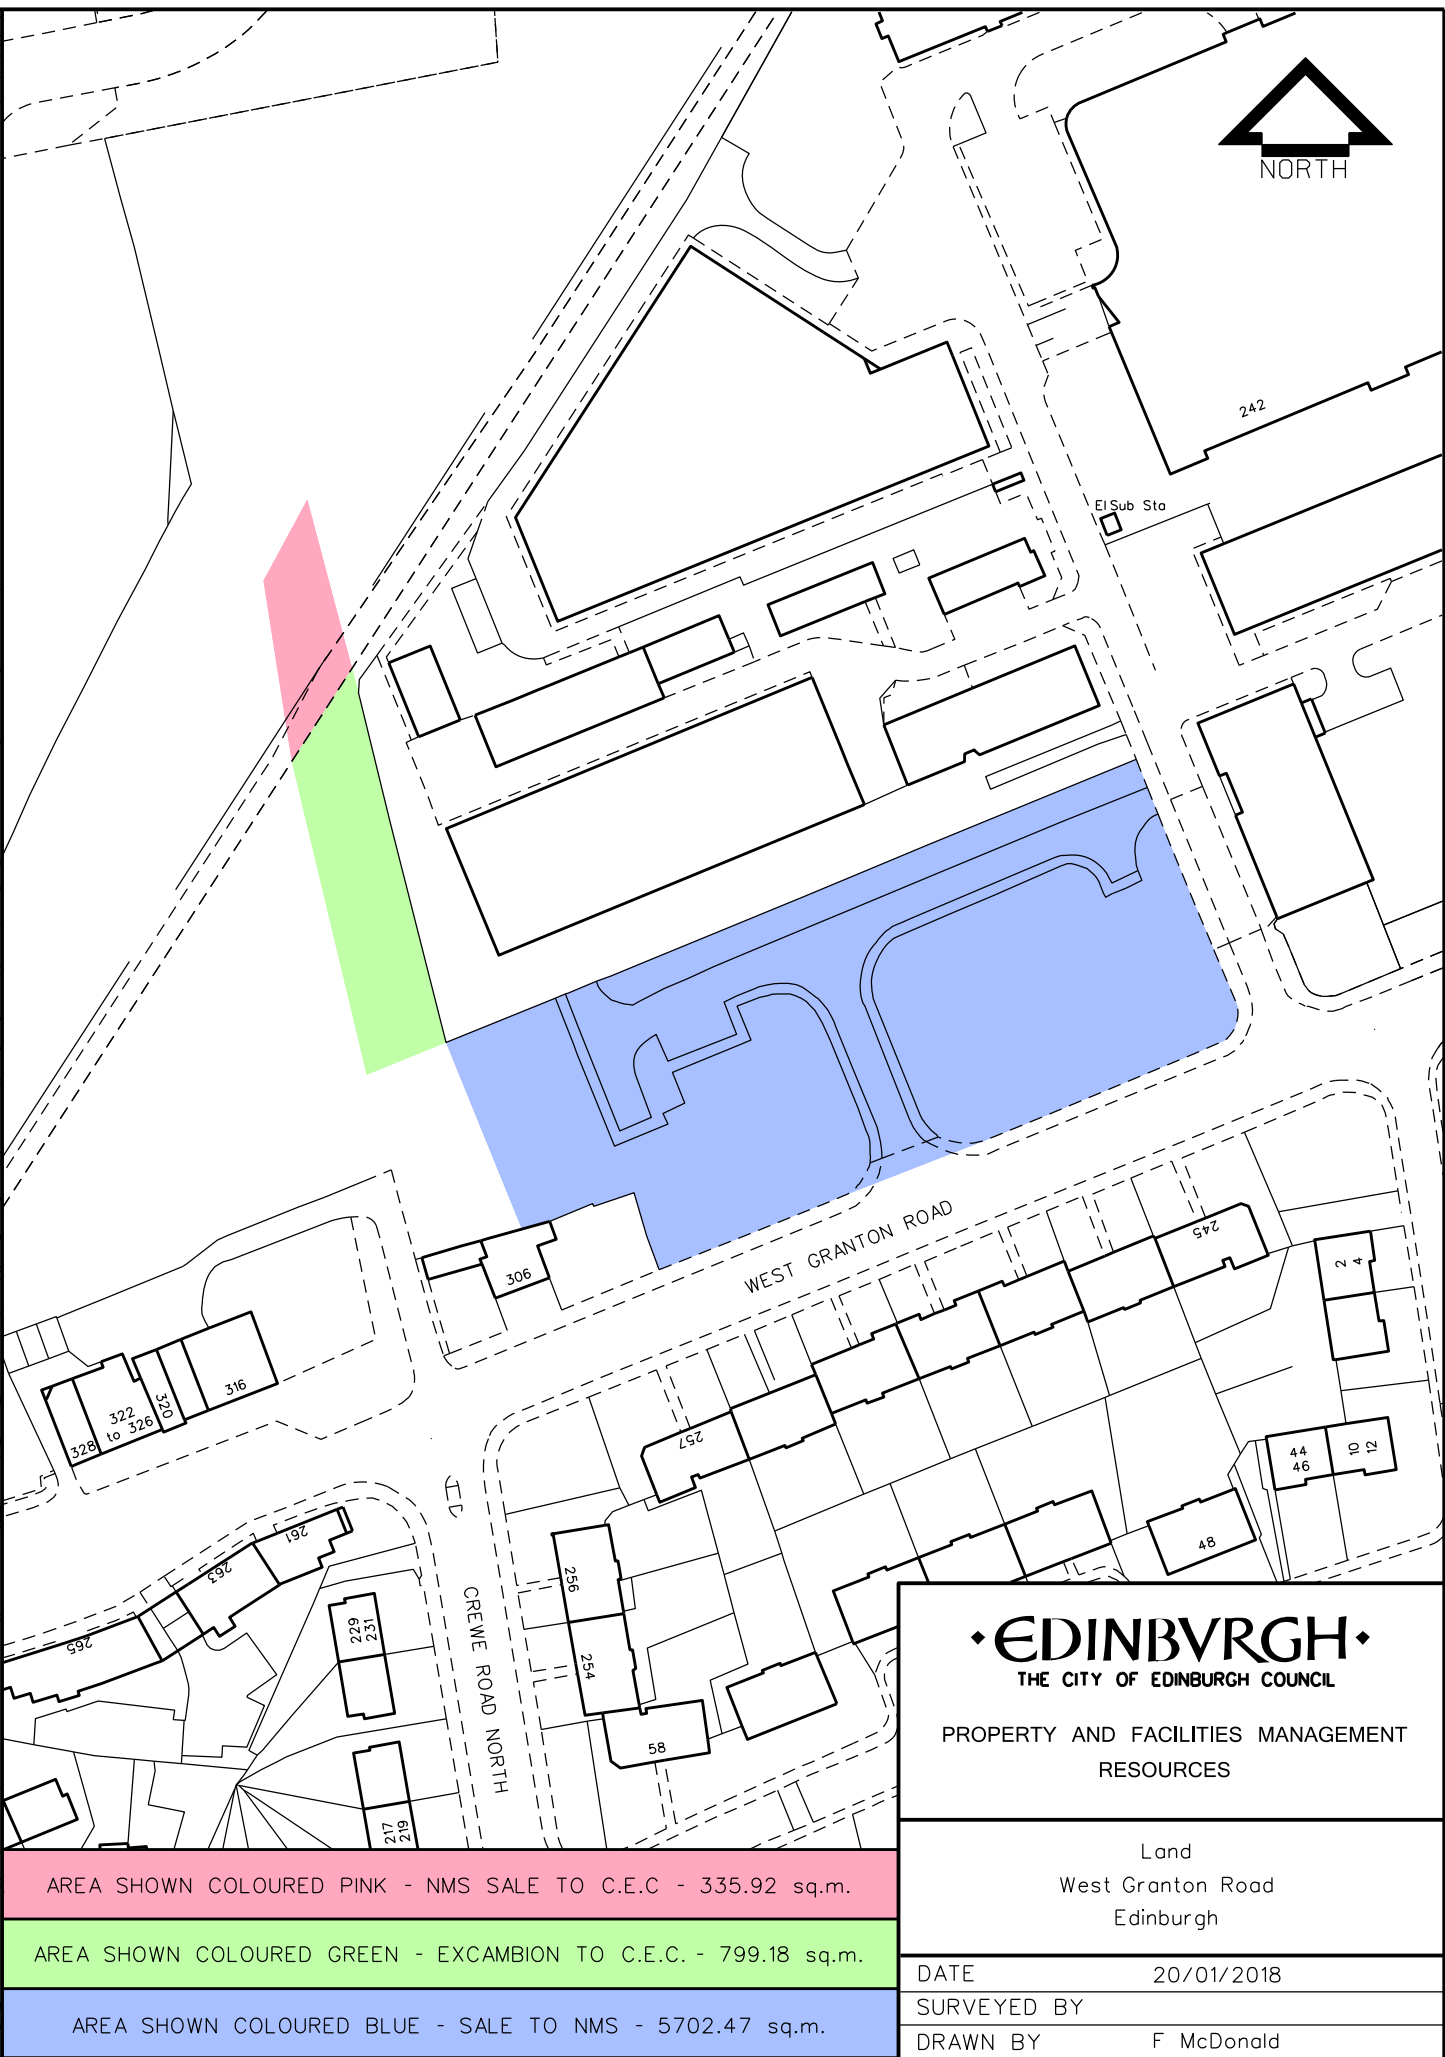 NORTH
242
El Sub Sta
WEST GRANTON ROAD
245
2
4
306
316
320
322
to 326
328
257
44
46
10
12
48
261
263
265
256
254
229
231
CREWE ROAD NORTH
58
217
219
EDINBVRGH
THE CITY OF EDINBURGH COUNCIL
PROPERTY AND FACILITIES MANAGEMENT
RESOURCES
Land
West Granton Road
Edinburgh
DATE 20/01/2018
SURVEYED BY
DRAWN BY F McDonald
AREA SHOWN COLOURED PINK - NMS SALE TO C.E.C - 335.92 sq.m.
AREA SHOWN COLOURED GREEN - EXCAMBION TO C.E.C. - 799.18 sq.m.
AREA SHOWN COLOURED BLUE - SALE TO NMS - 5702.47 sq.m.